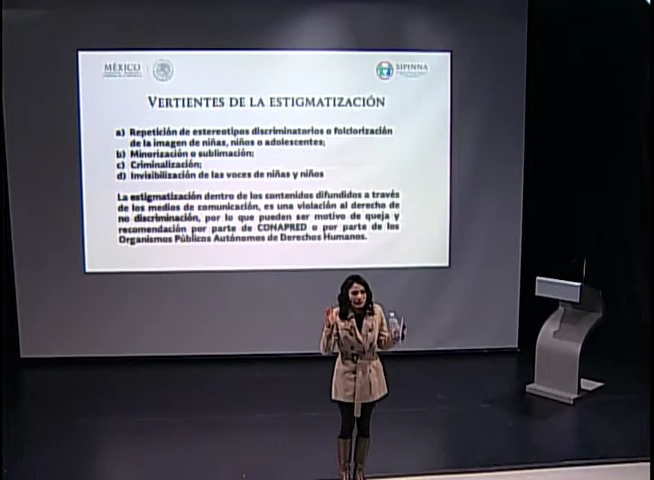 MÉXICO
SIPINNA
VERTIENTES DE LA ESTIGMATIZACIÓN
a) Repetición de estereotipos discriminatorios o folclorización
de la imagen de niñas, niños o adolescentes;
b) Minorización o sublimación;
c) Criminalización;
d) Invisibilización de las voces de niñas y niños
La estigmatización dentro de los contenidos difundidos a través
de los medios de comunicación, es una violación al derecho de
no discriminación, por lo que pueden ser motivo de queja y
recomendación por parte de CONAPRED o por parte de los
Organismos Públicos Autónomos de Derechos Humanos.